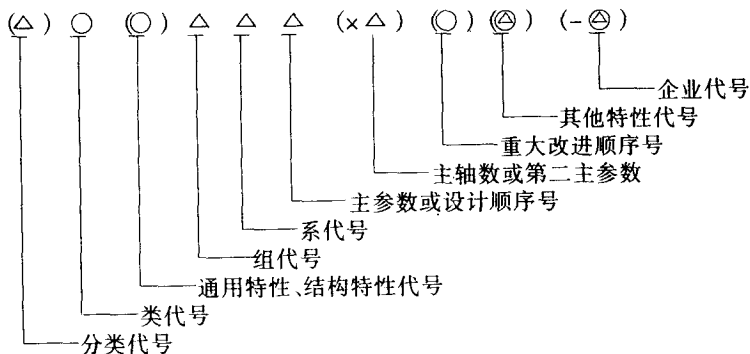 (△) ○ (○) △ △ △ (×△) (○) (◎) (-◎)
企业代号
其他特性代号
重大改进顺序号
主轴数或第二主参数
主参数或设计顺序号
系代号
组代号
通用特性、结构特性代号
类代号
分类代号